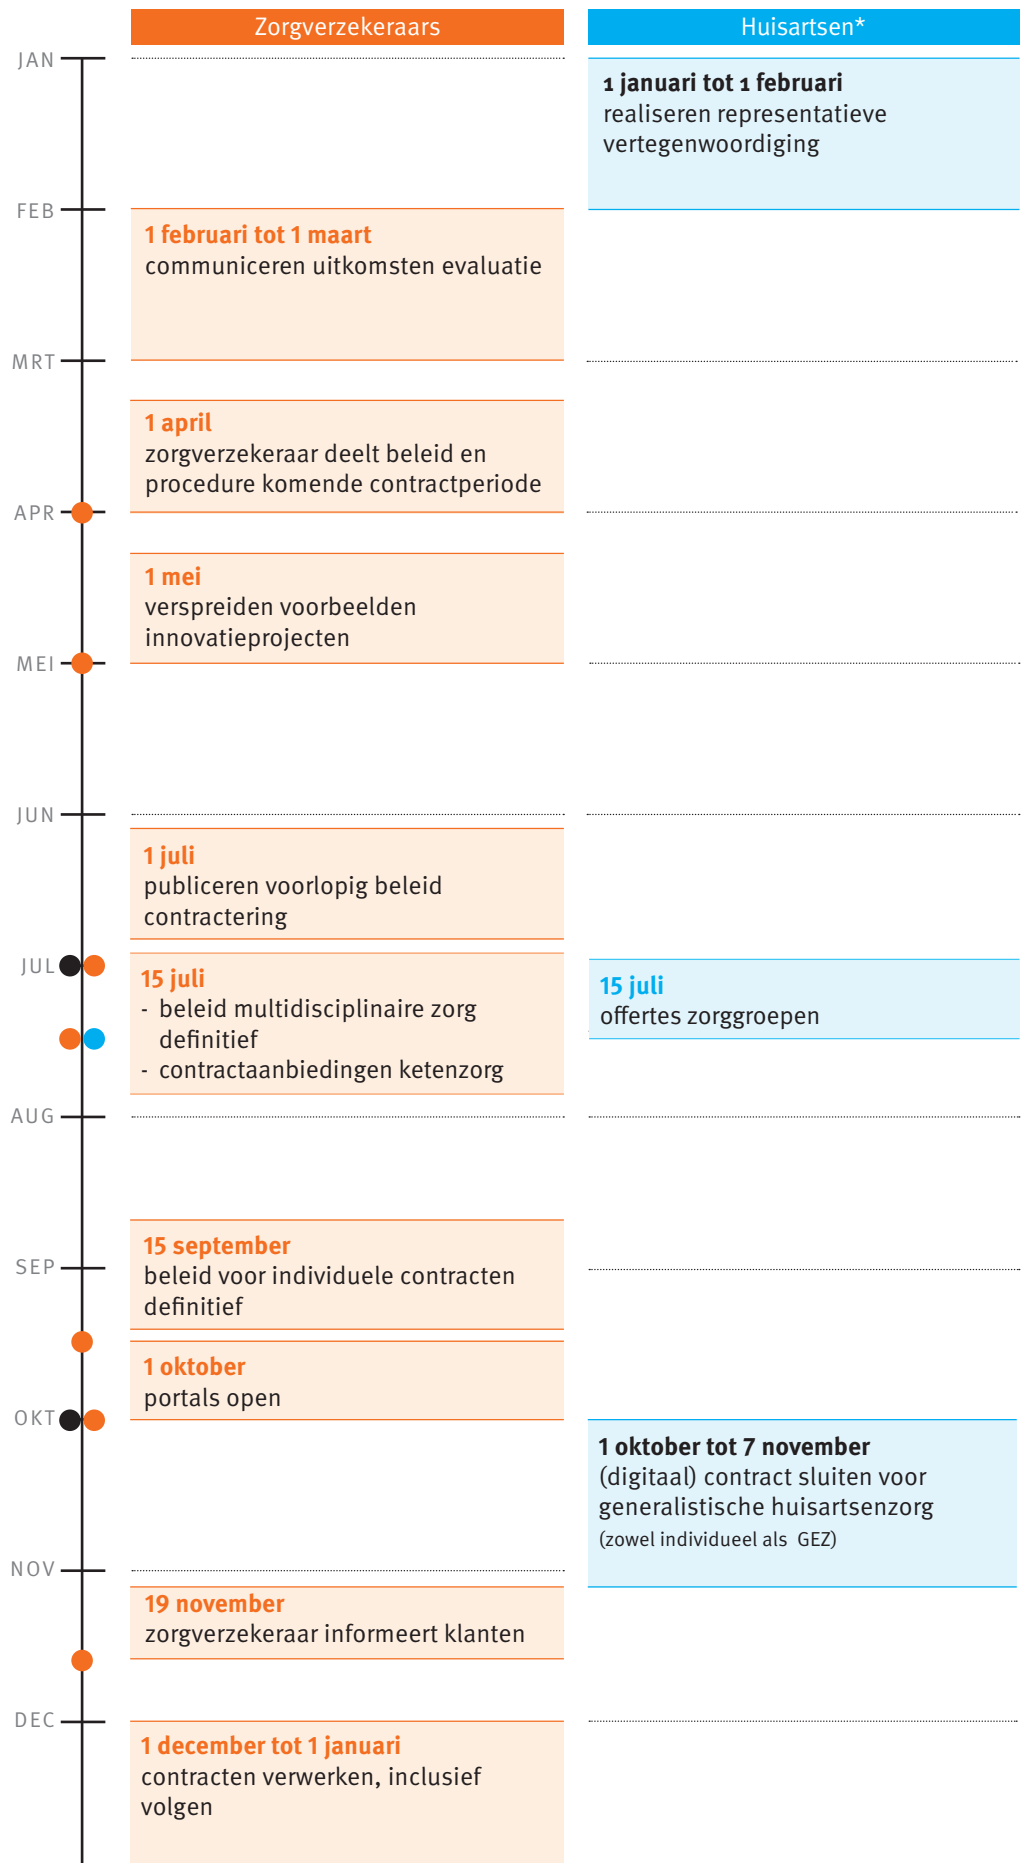 Zorgverzekeraars
Huisartsen*
JAN
1 januari tot 1 februari
realiseren representatieve
vertegenwoordiging
FEB
1 februari tot 1 maart
communiceren uitkomsten evaluatie
MRT
1 april
zorgverzekeraar deelt beleid en
procedure komende contractperiode
APR
1 mei
verspreiden voorbeelden
innovatieprojecten
MEI
JUN
1 juli
publiceren voorlopig beleid
contractering
JUL
15 juli
- beleid multidisciplinaire zorg
definitief
- contractaanbiedingen ketenzorg
15 juli
offertes zorggroepen
AUG
15 september
beleid voor individuele contracten
definitief
SEP
1 oktober
portals open
OKT
1 oktober tot 7 november
(digitaal) contract sluiten voor
generalistische huisartsenzorg
(zowel individueel als GEZ)
NOV
19 november
zorgverzekeraar informeert klanten
DEC
1 december tot 1 januari
contracten verwerken, inclusief
volgen